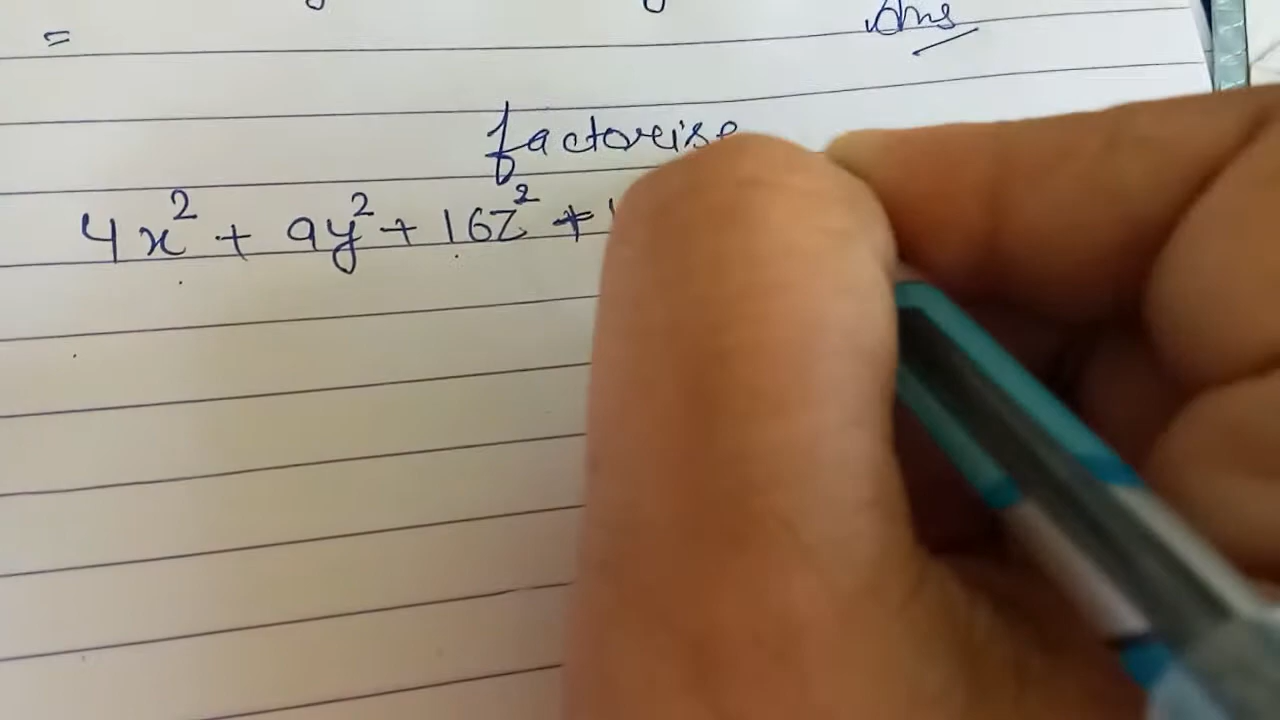 =
Ans
factorise
4x² + 9y² + 16z² +